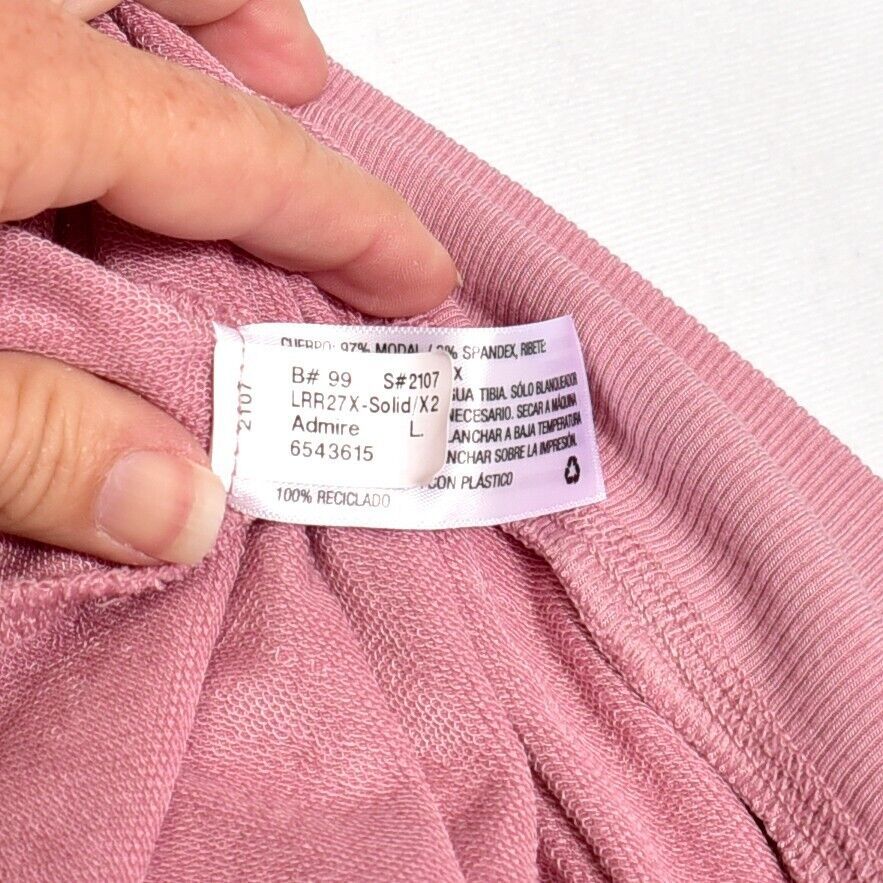 CUERPO: 97% MODAL / 3% SPANDEX, RIBETE
X
B# 99 S#2107
LRR27X-Solid/X2
Admire L.
6543615
AGUA TIBIA. SÓLO BLANQUEADOR
NECESARIO. SECAR A MÁQUINA
PLANCHAR A BAJA TEMPERATURA
NCHAR SOBRE LA IMPRESIÓN.
CON PLÁSTICO
100% RECICLADO
2107